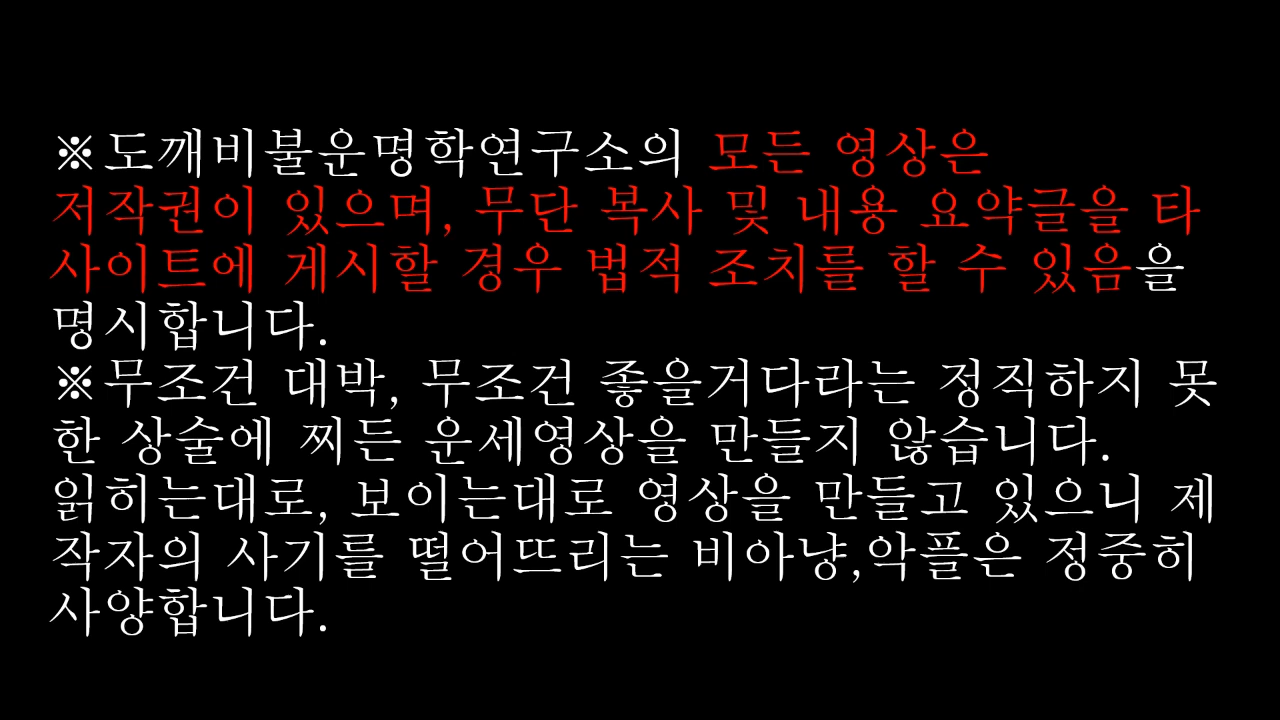 ※도깨비불운명학연구소의 모든 영상은
저작권이 있으며, 무단 복사 및 내용 요약글을 타
사이트에 게시할 경우 법적 조치를 할 수 있음을
명시합니다.
※무조건 대박, 무조건 좋을거다라는 정직하지 못
한 상술에 찌든 운세영상을 만들지 않습니다.
읽히는대로, 보이는대로 영상을 만들고 있으니 제
작자의 사기를 떨어뜨리는 비아냥,악플은 정중히
사양합니다.